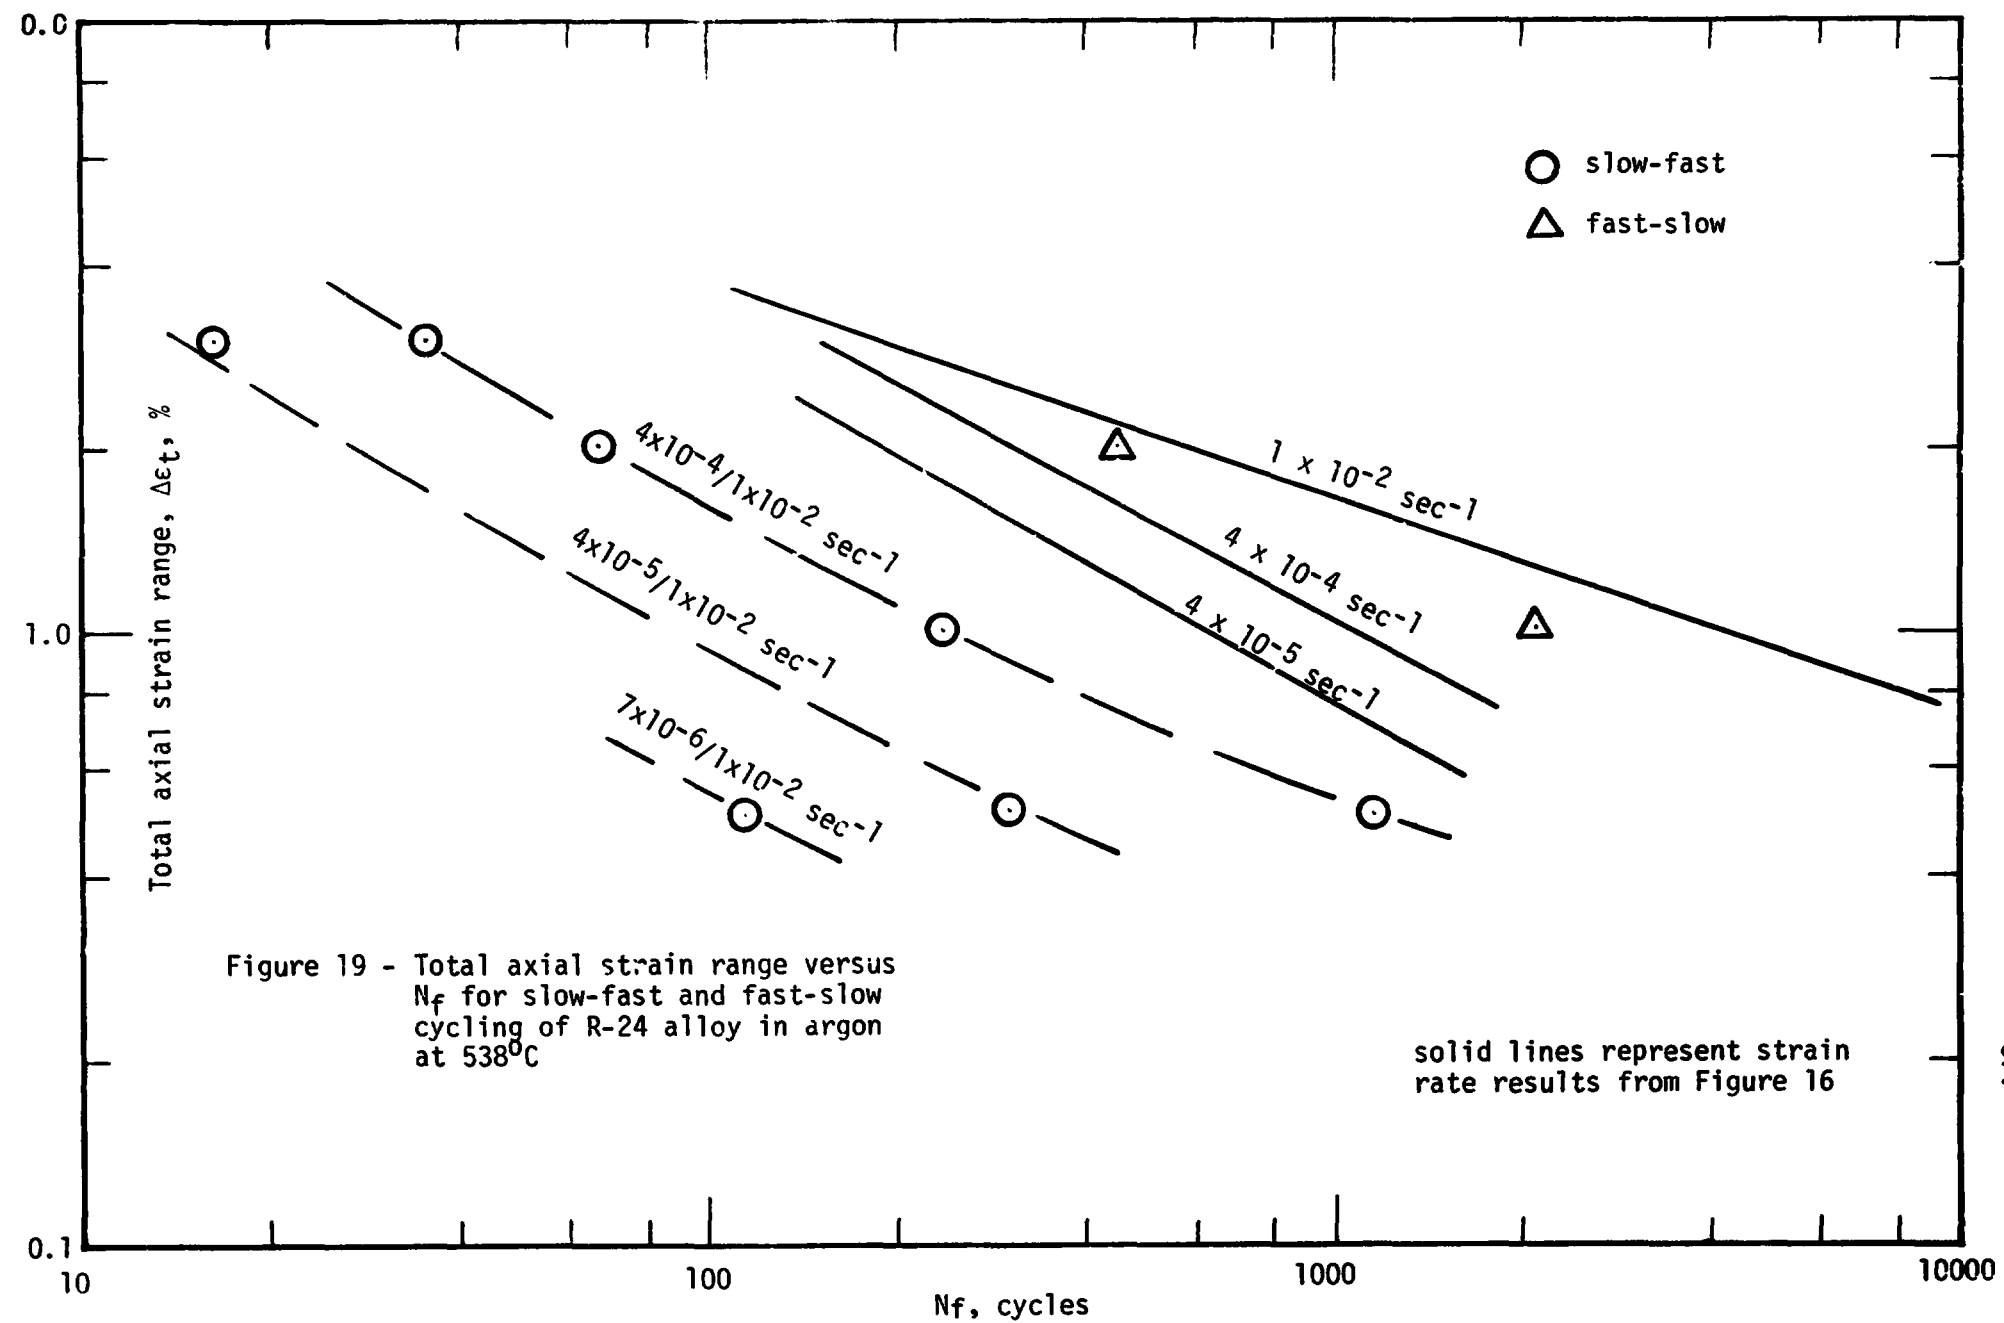 0.0
slow-fast
fast-slow
Total axial strain range, Δεt, %
4x10-4/1x10-2 sec-1
4x10-5/1x10-2 sec-1
7x10-6/1x10-2 sec-1
1 x 10-2 sec-1
4 x 10-4 sec-1
4 x 10-5 sec-1
1.0
Figure 19 - Total axial strain range versus
Nf for slow-fast and fast-slow
cycling of R-24 alloy in argon
at 538°C
solid lines represent strain
rate results from Figure 16
0.1
10
100
1000
10000
Nf, cycles